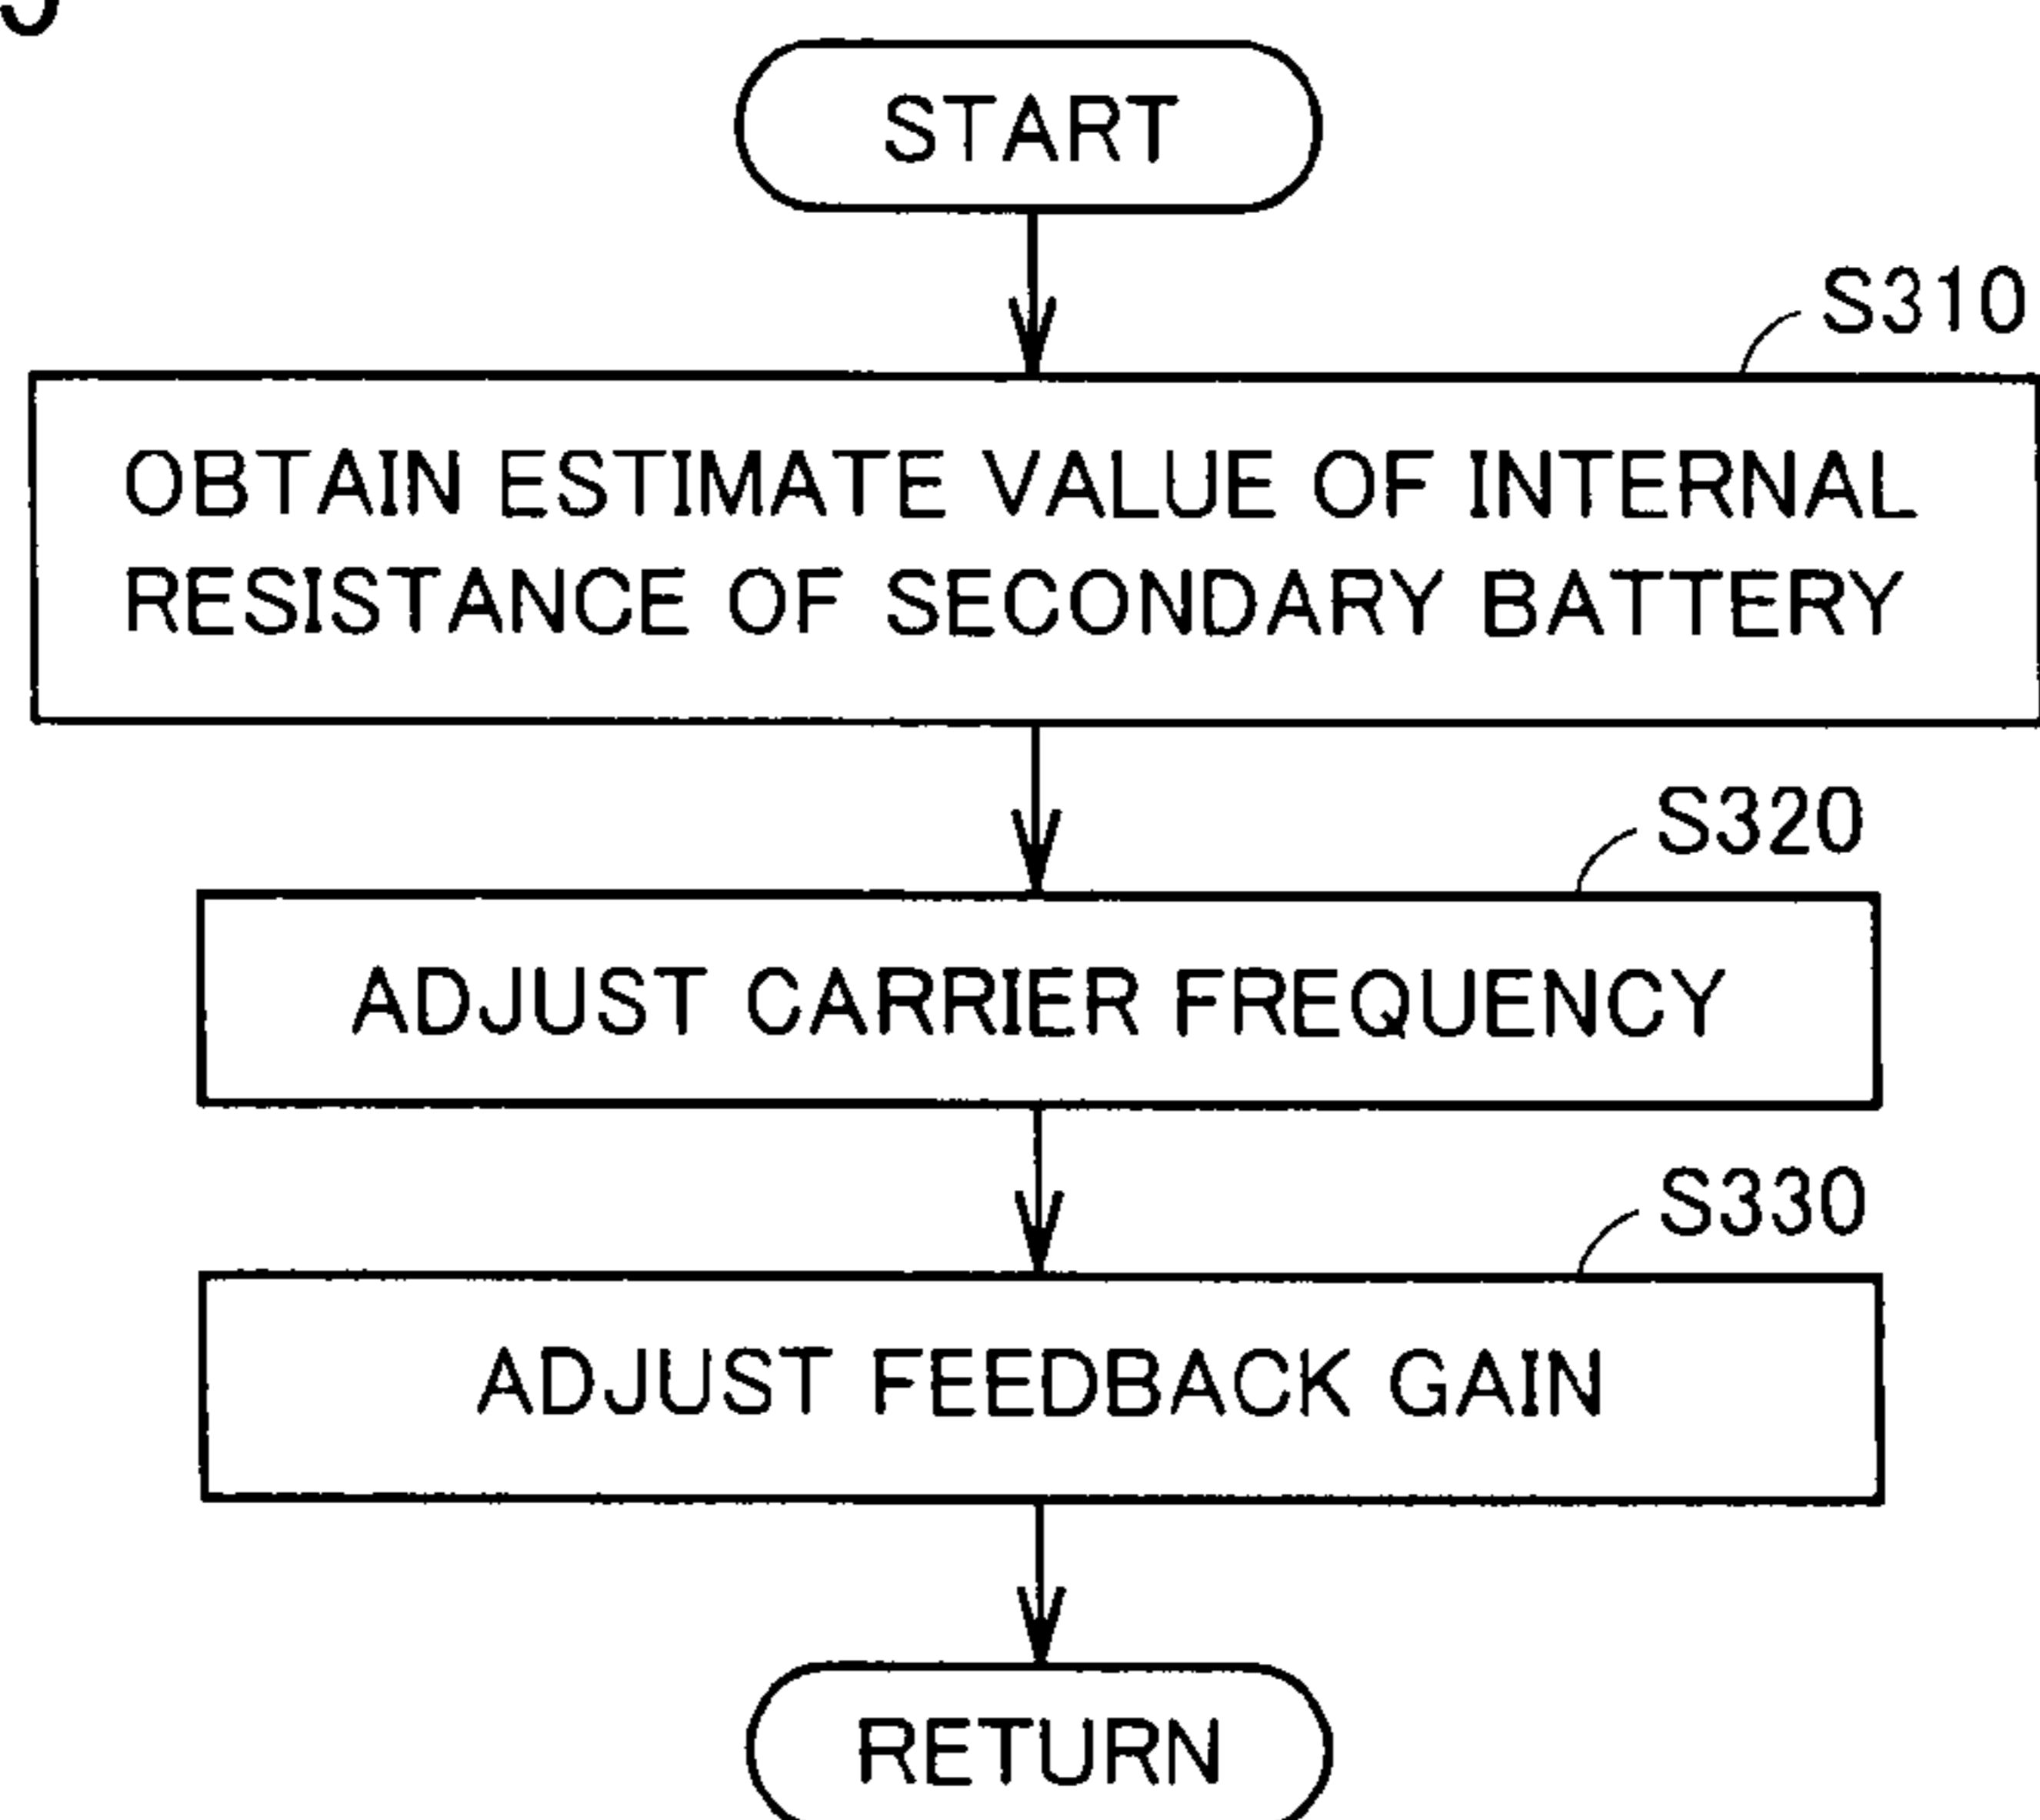 START
S310
OBTAIN ESTIMATE VALUE OF INTERNAL
RESISTANCE OF SECONDARY BATTERY
S320
ADJUST CARRIER FREQUENCY
S330
ADJUST FEEDBACK GAIN
RETURN